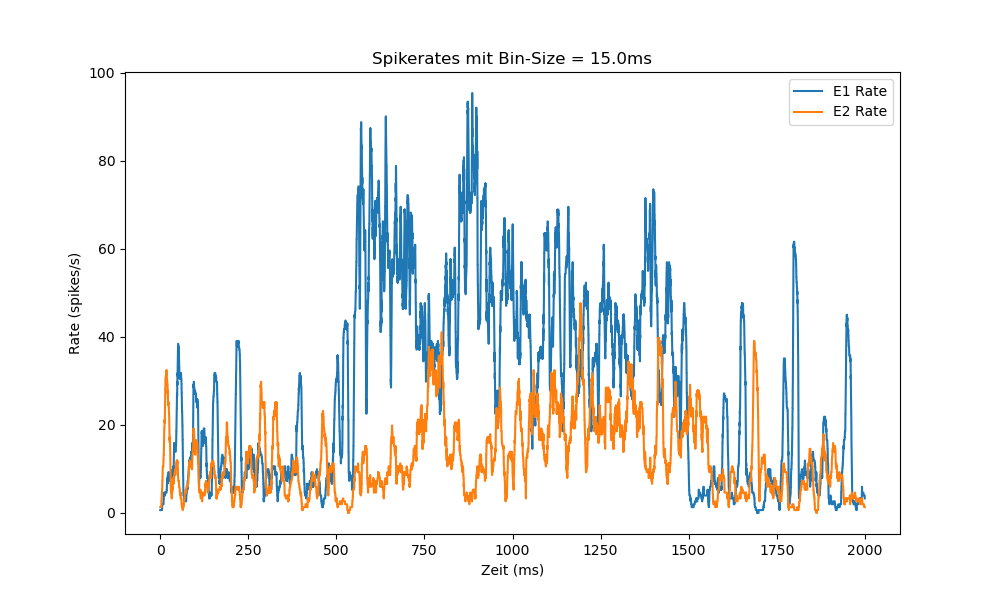 Spikerates mit Bin-Size = 15.0ms
E1 Rate
E2 Rate
100
80
60
40
20
0
Rate (spikes/s)
0 250 500 750 1000 1250 1500 1750 2000
Zeit (ms)